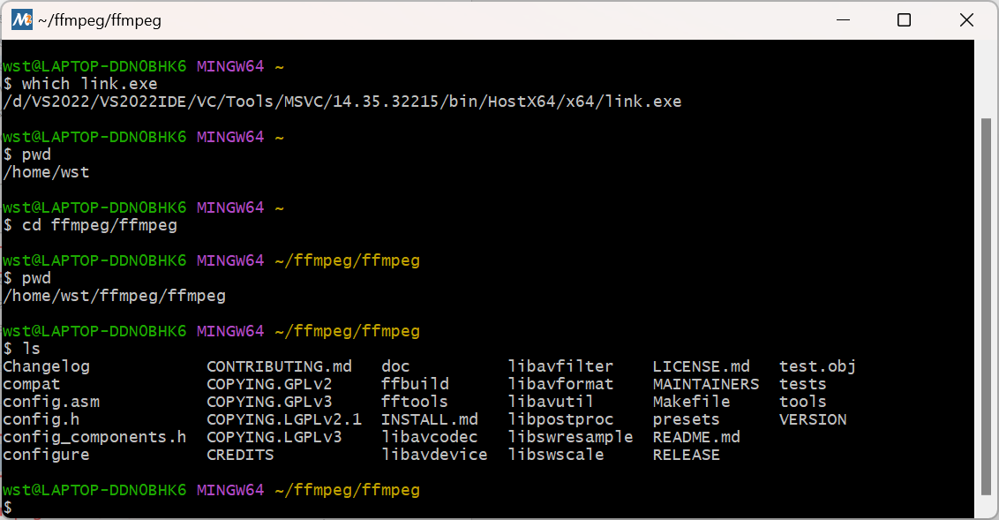 ~/ffmpeg/ffmpeg
wst@LAPTOP-DDN0BHK6 MINGW64 ~
$ which link.exe
/d/VS2022/VS2022IDE/VC/Tools/MSVC/14.35.32215/bin/HostX64/x64/link.exe
wst@LAPTOP-DDN0BHK6 MINGW64 ~
$ pwd
/home/wst
wst@LAPTOP-DDN0BHK6 MINGW64 ~
$ cd ffmpeg/ffmpeg
wst@LAPTOP-DDN0BHK6 MINGW64 ~/ffmpeg/ffmpeg
$ pwd
/home/wst/ffmpeg/ffmpeg
wst@LAPTOP-DDN0BHK6 MINGW64 ~/ffmpeg/ffmpeg
$ ls
Changelog CONTRIBUTING.md doc libavfilter LICENSE.md test.obj
compat COPYING.GPLv2 ffbuild libavformat MAINTAINERS tests
config.asm COPYING.GPLv3 fftools libavutil Makefile tools
config.h COPYING.LGPLv2.1 INSTALL.md libpostproc presets VERSION
config_components.h COPYING.LGPLv3 libavcodec libswresample README.md
configure CREDITS libavdevice libswscale RELEASE
wst@LAPTOP-DDN0BHK6 MINGW64 ~/ffmpeg/ffmpeg
$